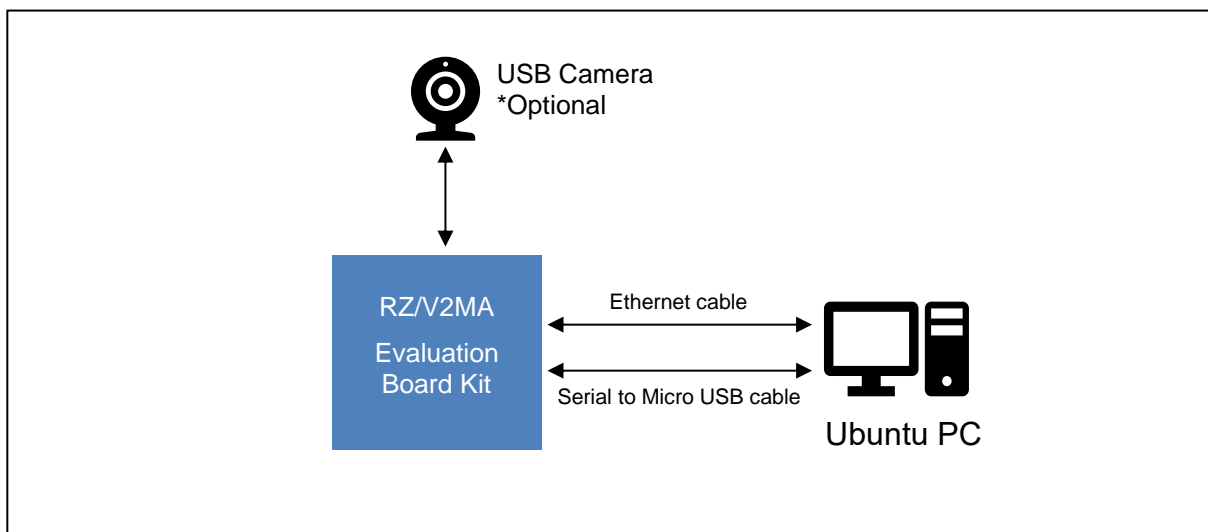 USB Camera
*Optional
RZ/V2MA
Evaluation
Board Kit
Ethernet cable
Serial to Micro USB cable
Ubuntu PC